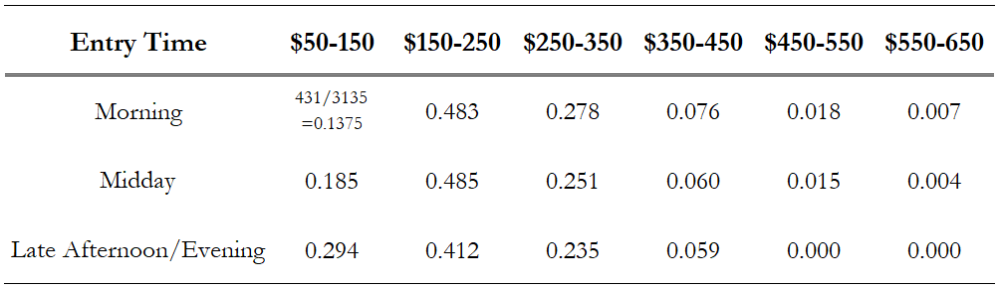 Entry Time $50-150 $150-250 $250-350 $350-450 $450-550 $550-650
Morning 431/3135 =0.1375 0.483 0.278 0.076 0.018 0.007
Midday 0.185 0.485 0.251 0.060 0.015 0.004
Late Afternoon/Evening 0.294 0.412 0.235 0.059 0.000 0.000